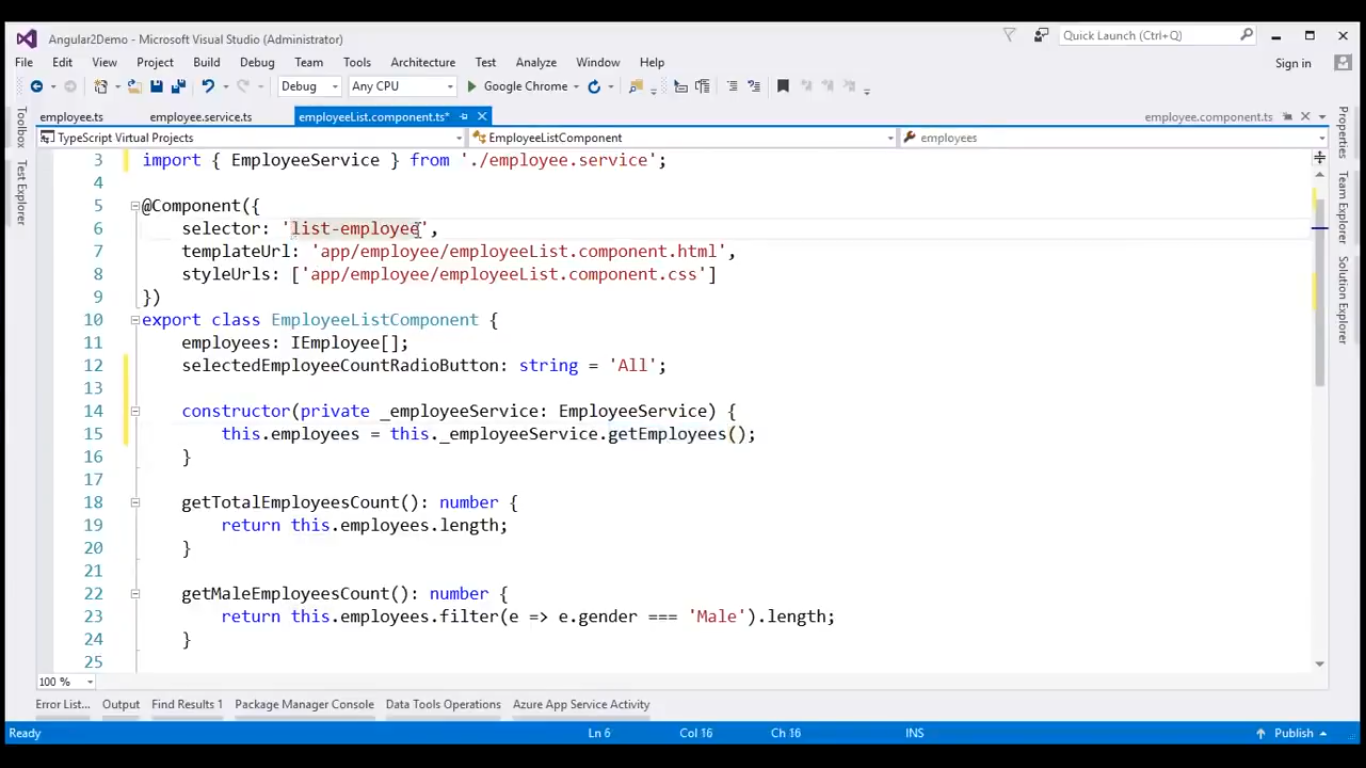 Angular2Demo - Microsoft Visual Studio (Administrator)
Quick Launch (Ctrl+Q)
File Edit View Project Build Debug Team Tools Architecture Test Analyze Window Help
Sign in
Debug Any CPU Google Chrome
employee.ts employee.service.ts employeeList.component.ts* employee.component.ts
TypeScript Virtual Projects EmployeeListComponent employees
Toolbox
Test Explorer
Properties
Team Explorer
Solution Explorer
3 import { EmployeeService } from './employee.service';
4
5 @Component({
6 selector: 'list-employee',
7 templateUrl: 'app/employee/employeeList.component.html',
8 styleUrls: ['app/employee/employeeList.component.css']
9 })
10 export class EmployeeListComponent {
11 employees: IEmployee[];
12 selectedEmployeeCountRadioButton: string = 'All';
13
14 constructor(private _employeeService: EmployeeService) {
15 this.employees = this._employeeService.getEmployees();
16 }
17
18 getTotalEmployeesCount(): number {
19 return this.employees.length;
20 }
21
22 getMaleEmployeesCount(): number {
23 return this.employees.filter(e => e.gender === 'Male').length;
24 }
25
100 %
Error List... Output Find Results 1 Package Manager Console Data Tools Operations Azure App Service Activity
Ready Ln 6 Col 16 Ch 16 INS Publish